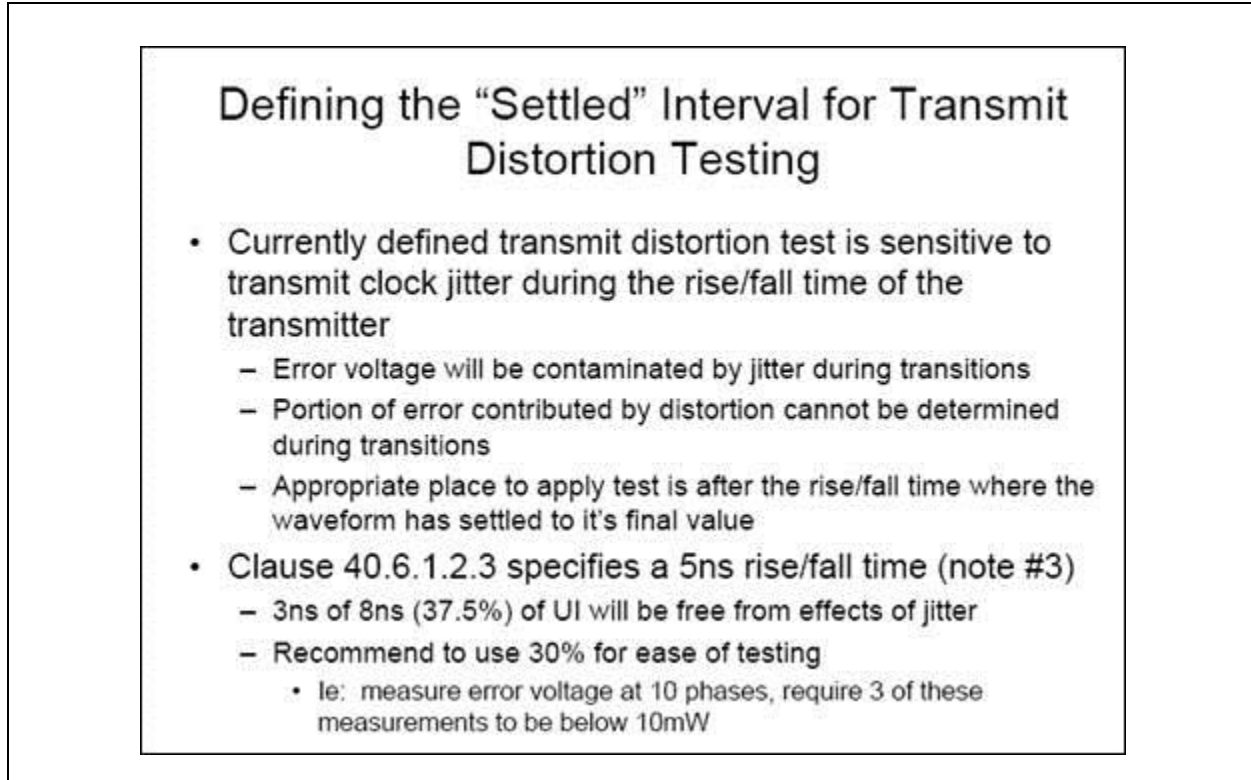 Defining the “Settled” Interval for Transmit
Distortion Testing
• Currently defined transmit distortion test is sensitive to
transmit clock jitter during the rise/fall time of the
transmitter
– Error voltage will be contaminated by jitter during transitions
– Portion of error contributed by distortion cannot be determined
during transitions
– Appropriate place to apply test is after the rise/fall time where the
waveform has settled to it's final value
• Clause 40.6.1.2.3 specifies a 5ns rise/fall time (note #3)
– 3ns of 8ns (37.5%) of UI will be free from effects of jitter
– Recommend to use 30% for ease of testing
• Ie: measure error voltage at 10 phases, require 3 of these
measurements to be below 10mW